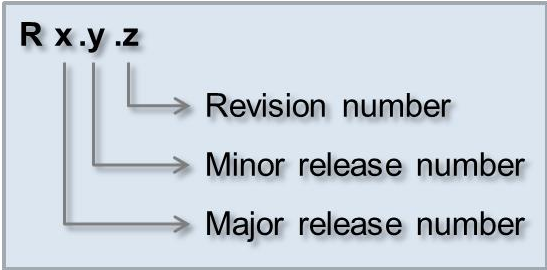 R x.y.z
Revision number
Minor release number
Major release number